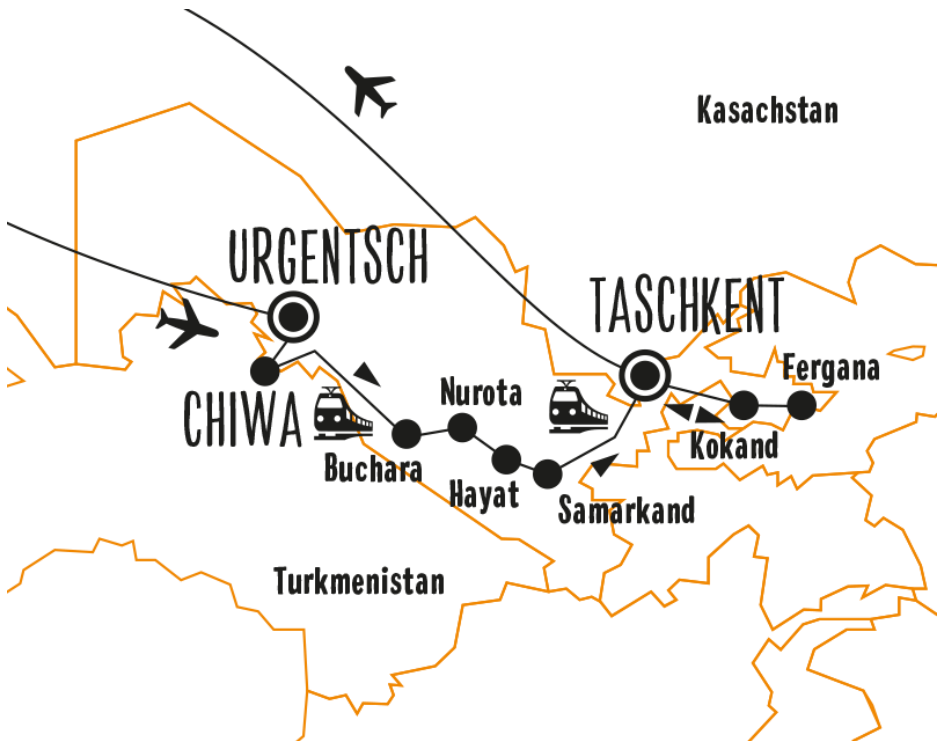 Kasachstan
URGENTSCH
TASCHKENT
Fergana
Nurota
CHIWA
Kokand
Buchara
Hayat
Samarkand
Turkmenistan